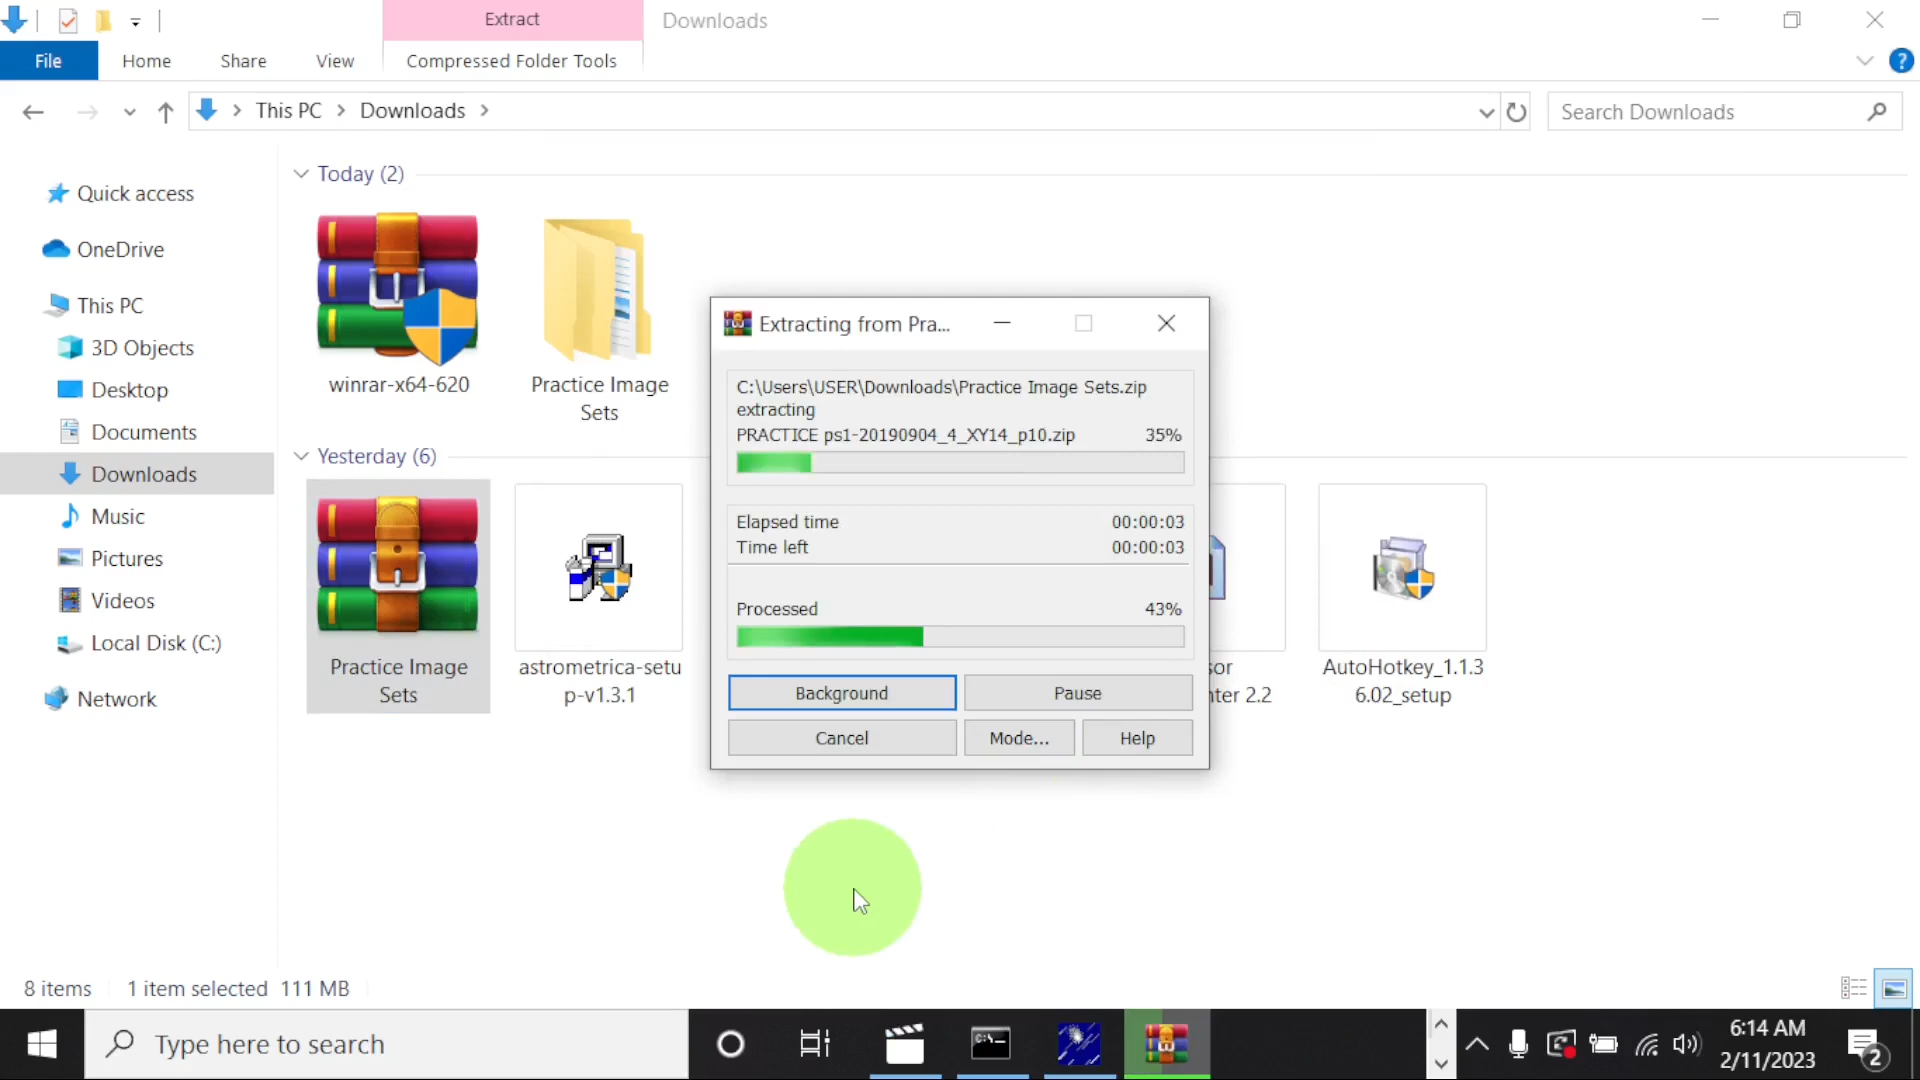 Extract
Downloads
File
Home
Share
View
Compressed Folder Tools
?
This PC
Downloads
Search Downloads
Quick access
OneDrive
This PC
3D Objects
Desktop
Documents
Downloads
Music
Pictures
Videos
Local Disk (C:)
Network
Today (2)
winrar-x64-620
Practice Image
Sets
Yesterday (6)
Practice Image
Sets
astrometrica-setu
p-v1.3.1
sor
nter 2.2
AutoHotkey_1.1.3
6.02_setup
Extracting from Pra...
C:\Users\USER\Downloads\Practice Image Sets.zip
extracting
PRACTICE ps1-20190904_4_XY14_p10.zip 35%
Elapsed time 00:00:03
Time left 00:00:03
Processed 43%
Background
Pause
Cancel
Mode...
Help
8 items 1 item selected 111 MB
Type here to search
C:\_
6:14 AM
2/11/2023
2